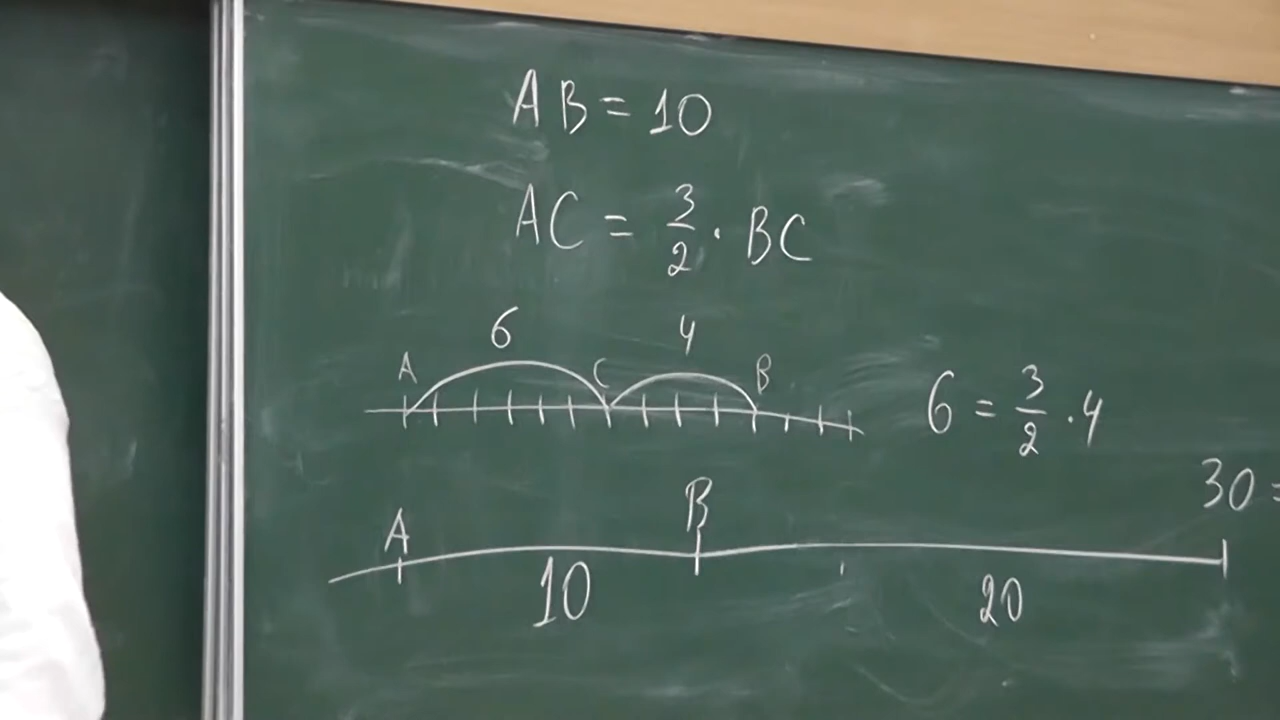 AB = 10
AC = 3/2 · BC
6 4
A C B
6 = 3/2 · 4
30 =
A B
10 20